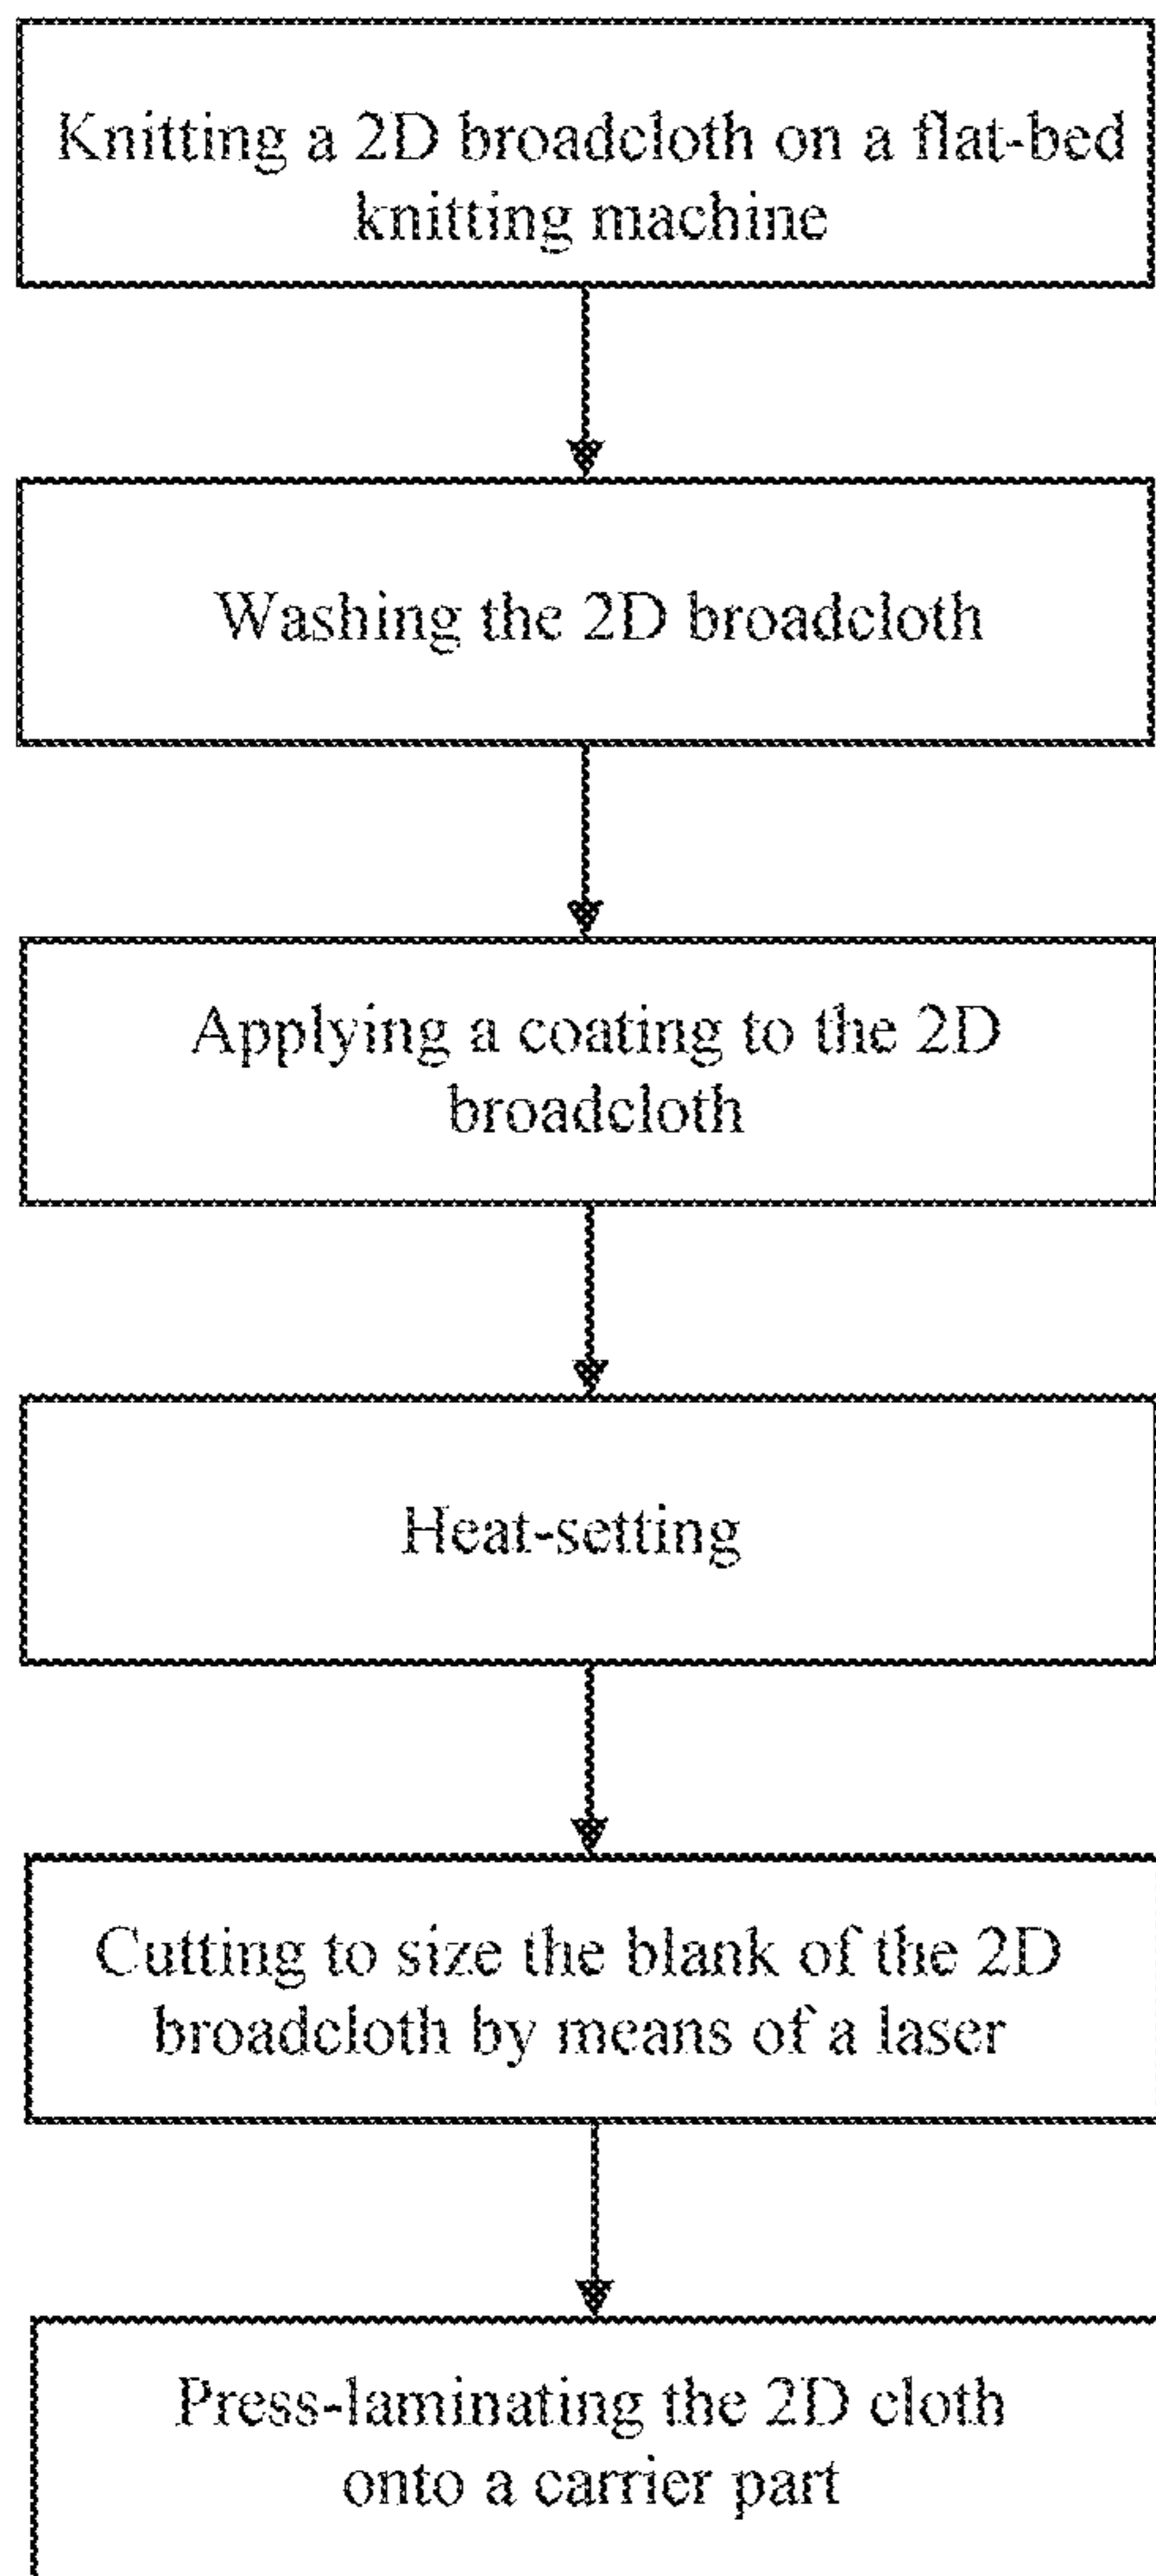 Knitting a 2D broadcloth on a flat-bed
knitting machine
Washing the 2D broadcloth
Applying a coating to the 2D
broadcloth
Heat-setting
Cutting to size the blank of the 2D
broadcloth by means of a laser
Press-laminating the 2D cloth
onto a carrier part